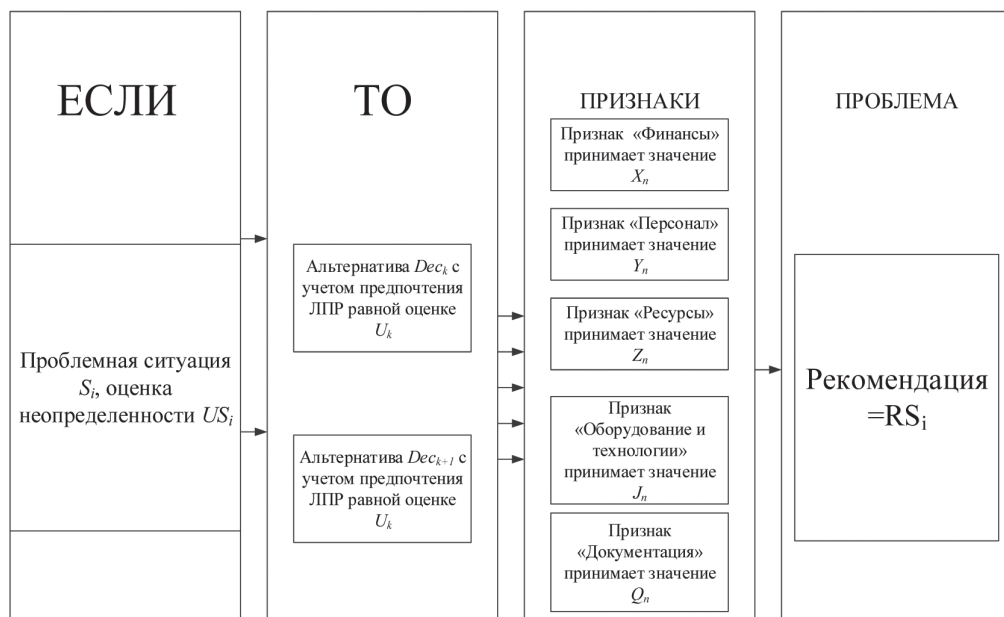 ЕСЛИ
Проблемная ситуация
Si, оценка
неопределенности USi
ТО
Альтернатива Deck с
учетом предпочтения
ЛПР равной оценке
Uk
Альтернатива Deck+1 с
учетом предпочтения
ЛПР равной оценке
Uk
ПРИЗНАКИ
Признак «Финансы»
принимает значение
Xn
Признак «Персонал»
принимает значение
Yn
Признак «Ресурсы»
принимает значение
Zn
Признак
«Оборудование и
технологии»
принимает значение
Jn
Признак
«Документация»
принимает значение
Qn
ПРОБЛЕМА
Рекомендация
=RSi